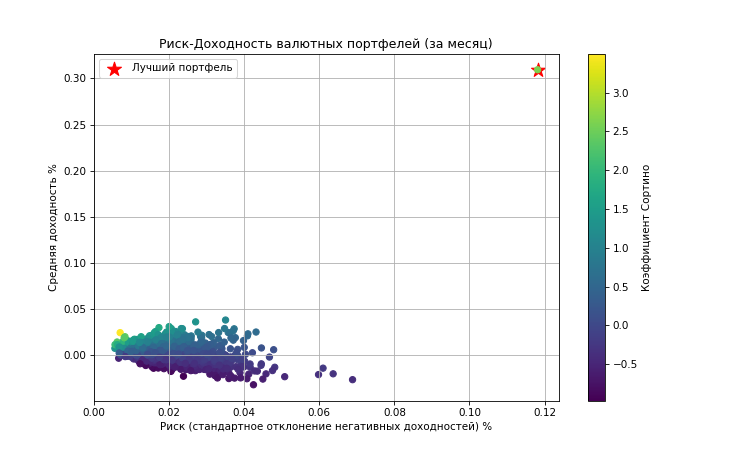 Риск-Доходность валютных портфелей (за месяц)
Лучший портфель
Средняя доходность %
0.30
0.25
0.20
0.15
0.10
0.05
0.00
0.00 0.02 0.04 0.06 0.08 0.10 0.12
Риск (стандартное отклонение негативных доходностей) %
3.0
2.5
2.0
1.5
1.0
0.5
0.0
−0.5
Коэффициент Сортино